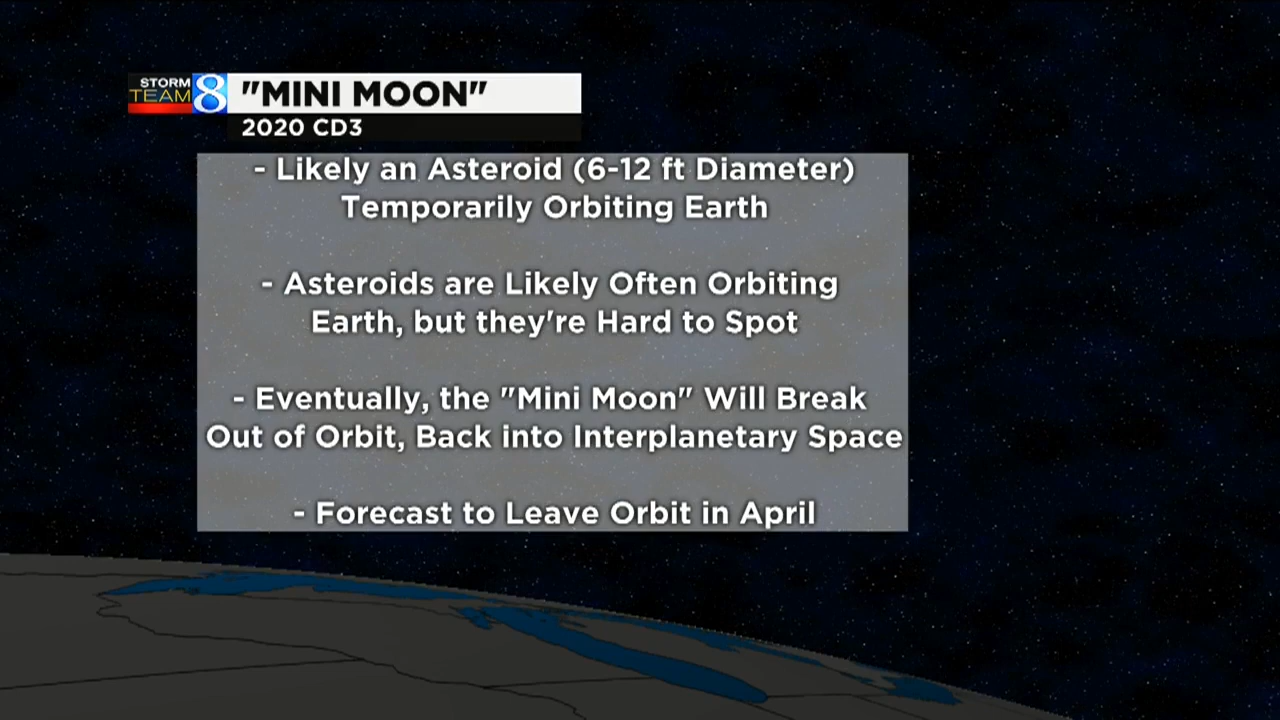 STORM
TEAM 8
"MINI MOON"
2020 CD3
- Likely an Asteroid (6-12 ft Diameter)
Temporarily Orbiting Earth
- Asteroids are Likely Often Orbiting
Earth, but they're Hard to Spot
- Eventually, the "Mini Moon" Will Break
Out of Orbit, Back into Interplanetary Space
- Forecast to Leave Orbit in April